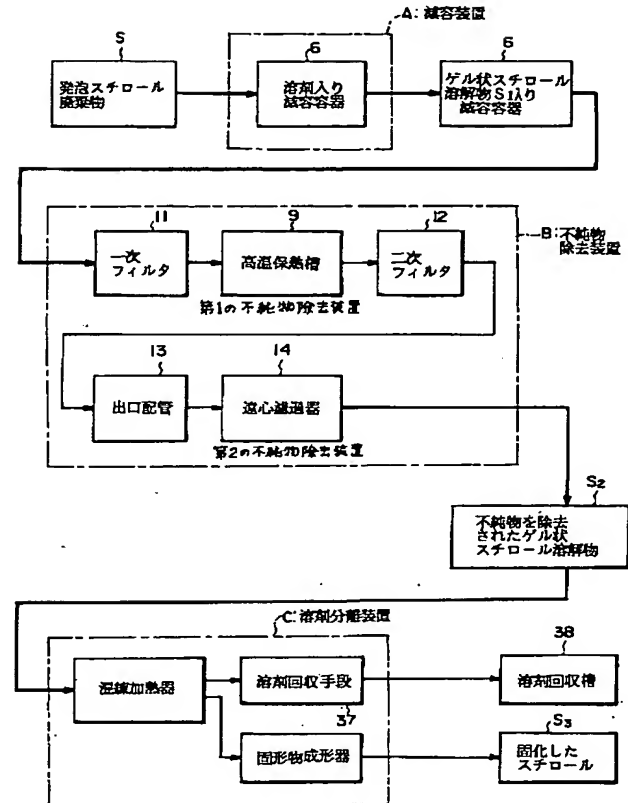 A:減容装置
S
6
6
発泡スチロール
廃棄物
溶剤入り
減容容器
ゲル状スチロール
溶解物S1入り
減容容器
11
9
12
B:不純物
除去装置
一次
フィルタ
高温保熱槽
二次
フィルタ
第1の不純物除去装置
13
14
出口配管
遠心濾過器
第2の不純物除去装置
S2
不純物を除去
されたゲル状
スチロール溶解物
C:溶剤分離装置
38
混練加熱器
溶剤回収手段
溶剤回収槽
37
S3
固形物成形器
固化した
スチロール